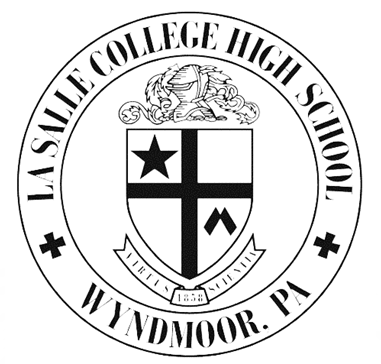 LA SALLE COLLEGE HIGH SCHOOL
VIRTUS 1858 SCIENTIA
WYNDMOOR. PA